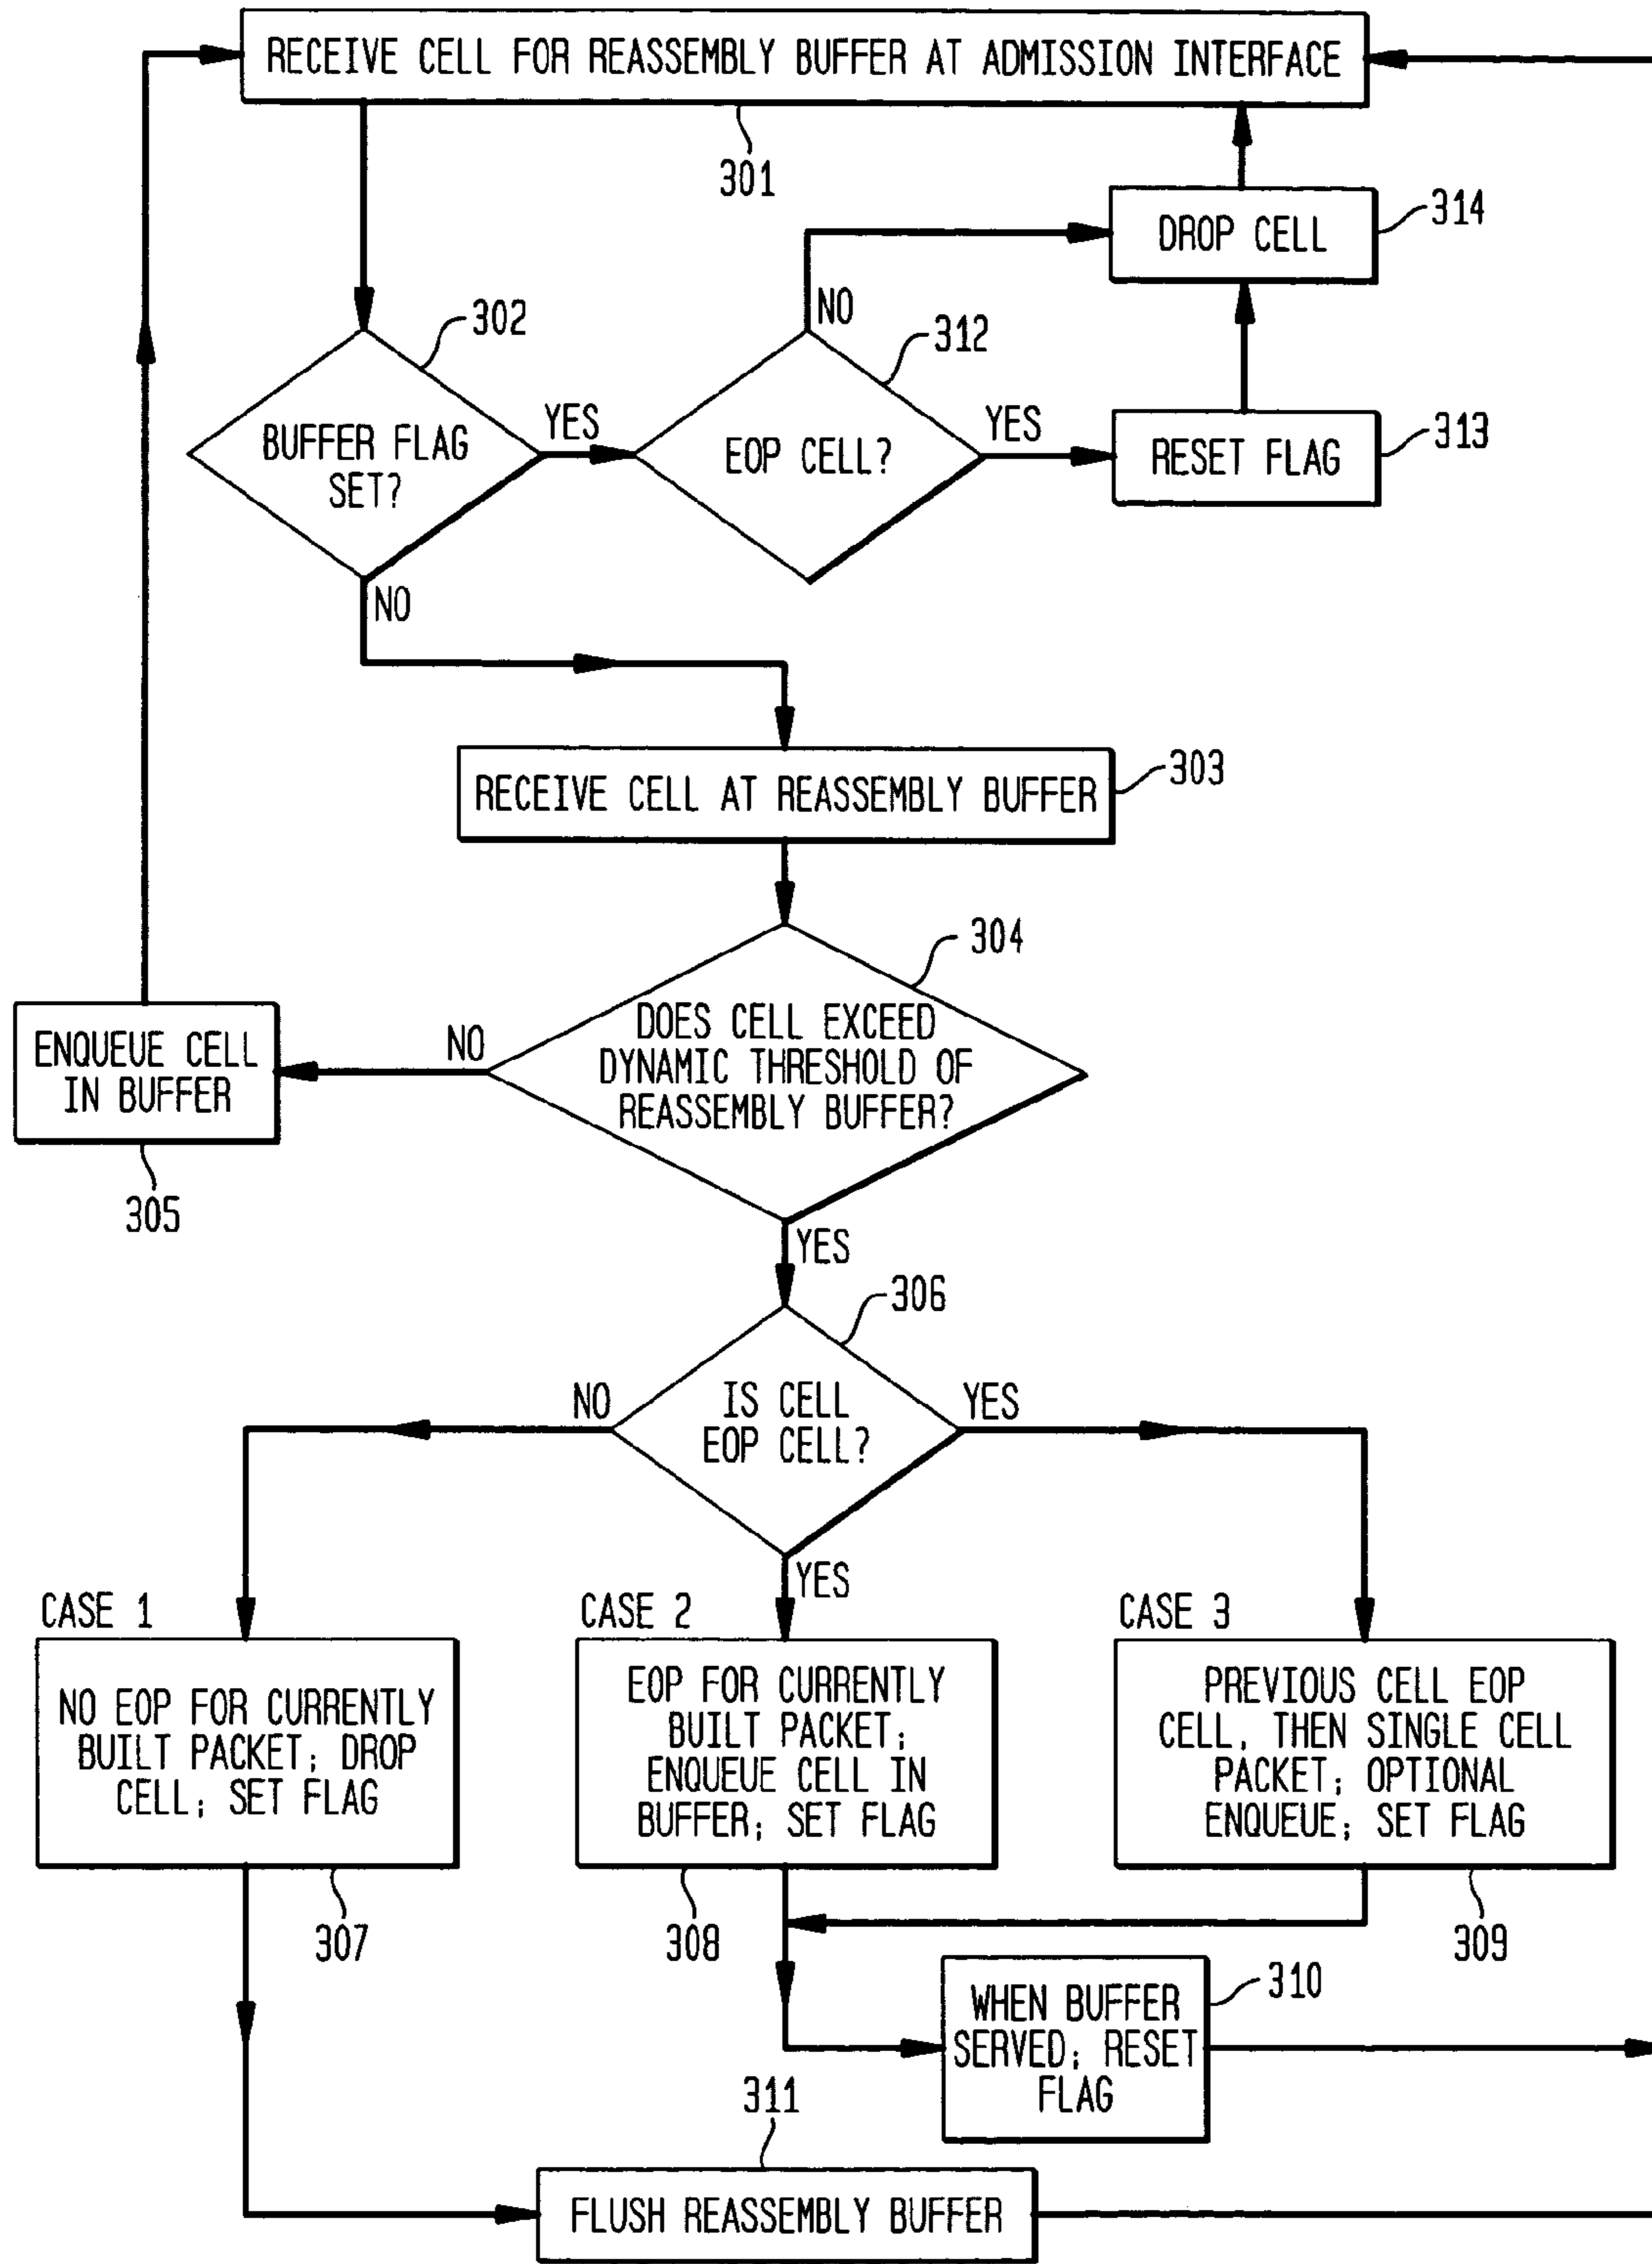 RECEIVE CELL FOR REASSEMBLY BUFFER AT ADMISSION INTERFACE
301
DROP CELL
314
302
NO
312
BUFFER FLAG
SET?
YES
EOP CELL?
YES
RESET FLAG
313
NO
RECEIVE CELL AT REASSEMBLY BUFFER
303
304
DOES CELL EXCEED
DYNAMIC THRESHOLD OF
REASSEMBLY BUFFER?
NO
ENQUEUE CELL
IN BUFFER
305
YES
306
IS CELL
EOP CELL?
NO
YES
YES
CASE 1
NO EOP FOR CURRENTLY
BUILT PACKET; DROP
CELL; SET FLAG
307
CASE 2
EOP FOR CURRENTLY
BUILT PACKET;
ENQUEUE CELL IN
BUFFER; SET FLAG
308
CASE 3
PREVIOUS CELL EOP
CELL, THEN SINGLE CELL
PACKET; OPTIONAL
ENQUEUE; SET FLAG
309
WHEN BUFFER
SERVED; RESET
FLAG
310
311
FLUSH REASSEMBLY BUFFER